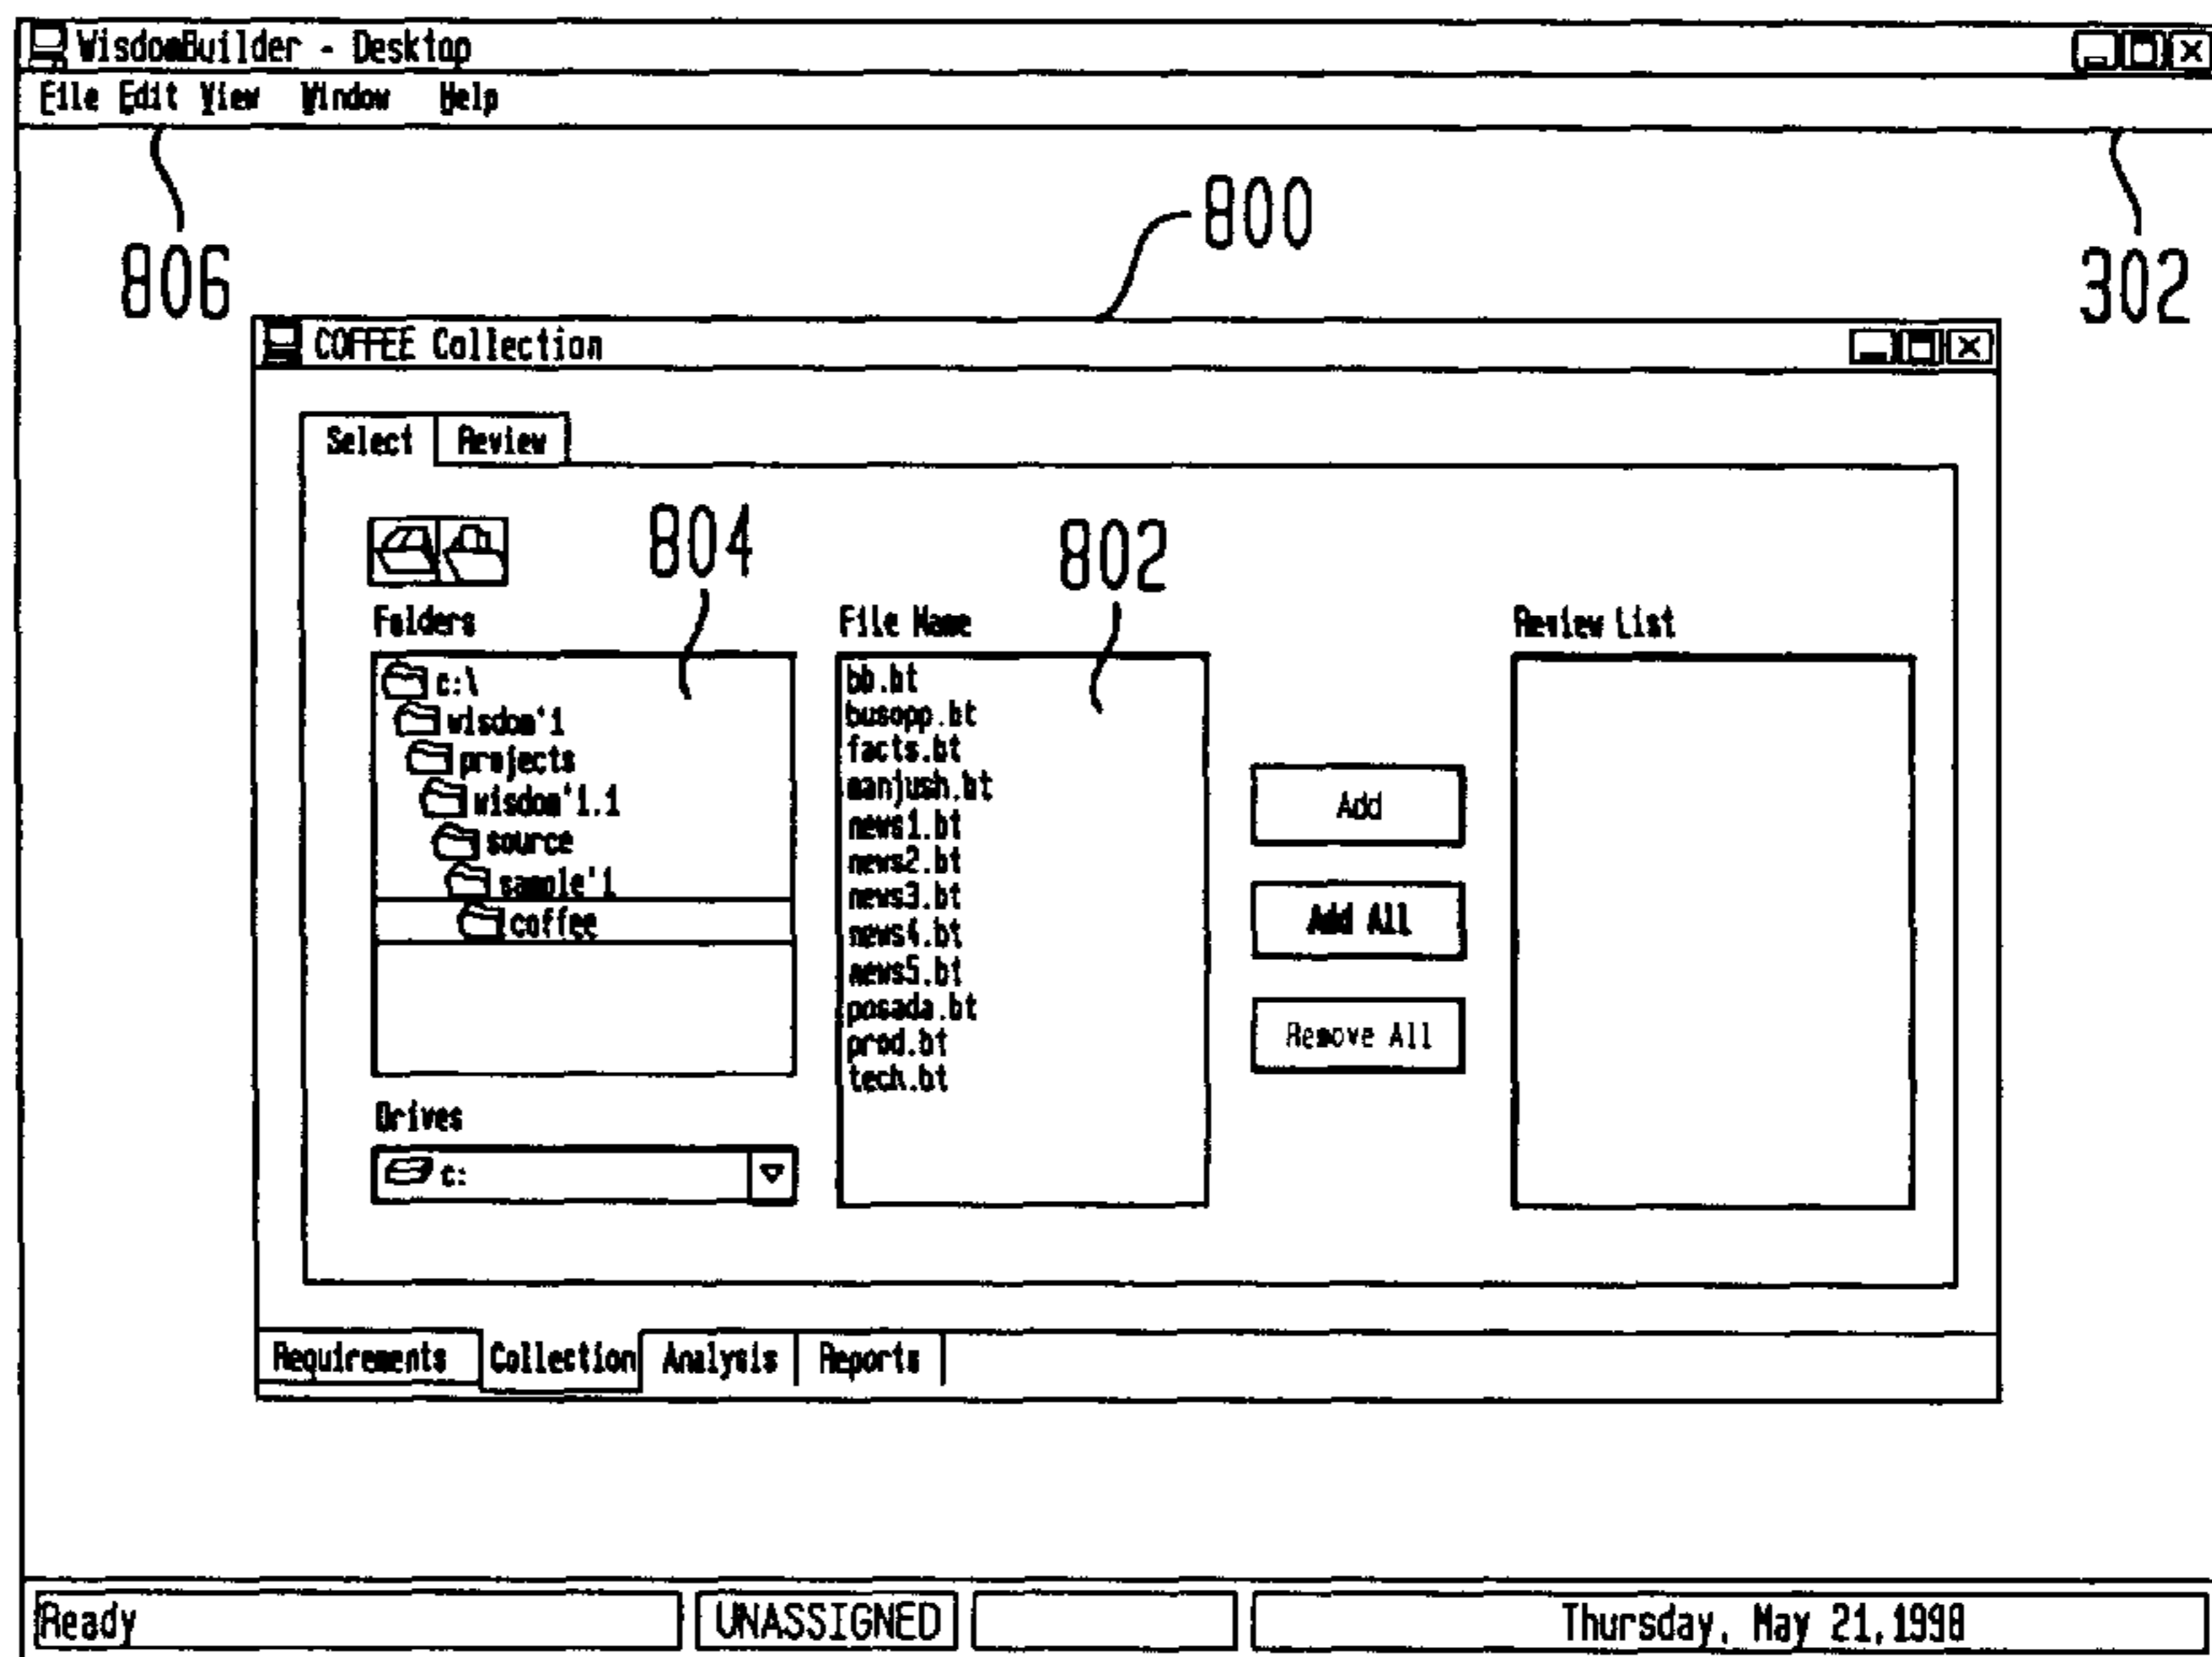 WisdomBuilder - Desktop
File Edit View Window Help
806
800
302
COFFEE Collection
Select Review
804
802
Folders
File Name
Review List
c:\
wisdom'1
projects
wisdom'1.1
source
sample'1
coffee
bb.bt
busopp.bt
facts.bt
manjush.bt
news1.bt
news2.bt
news3.bt
news4.bt
news5.bt
posada.bt
prod.bt
tech.bt
Add
Add All
Remove All
Drives
c:
Requirements Collection Analysis Reports
Ready
UNASSIGNED
Thursday, May 21,1998